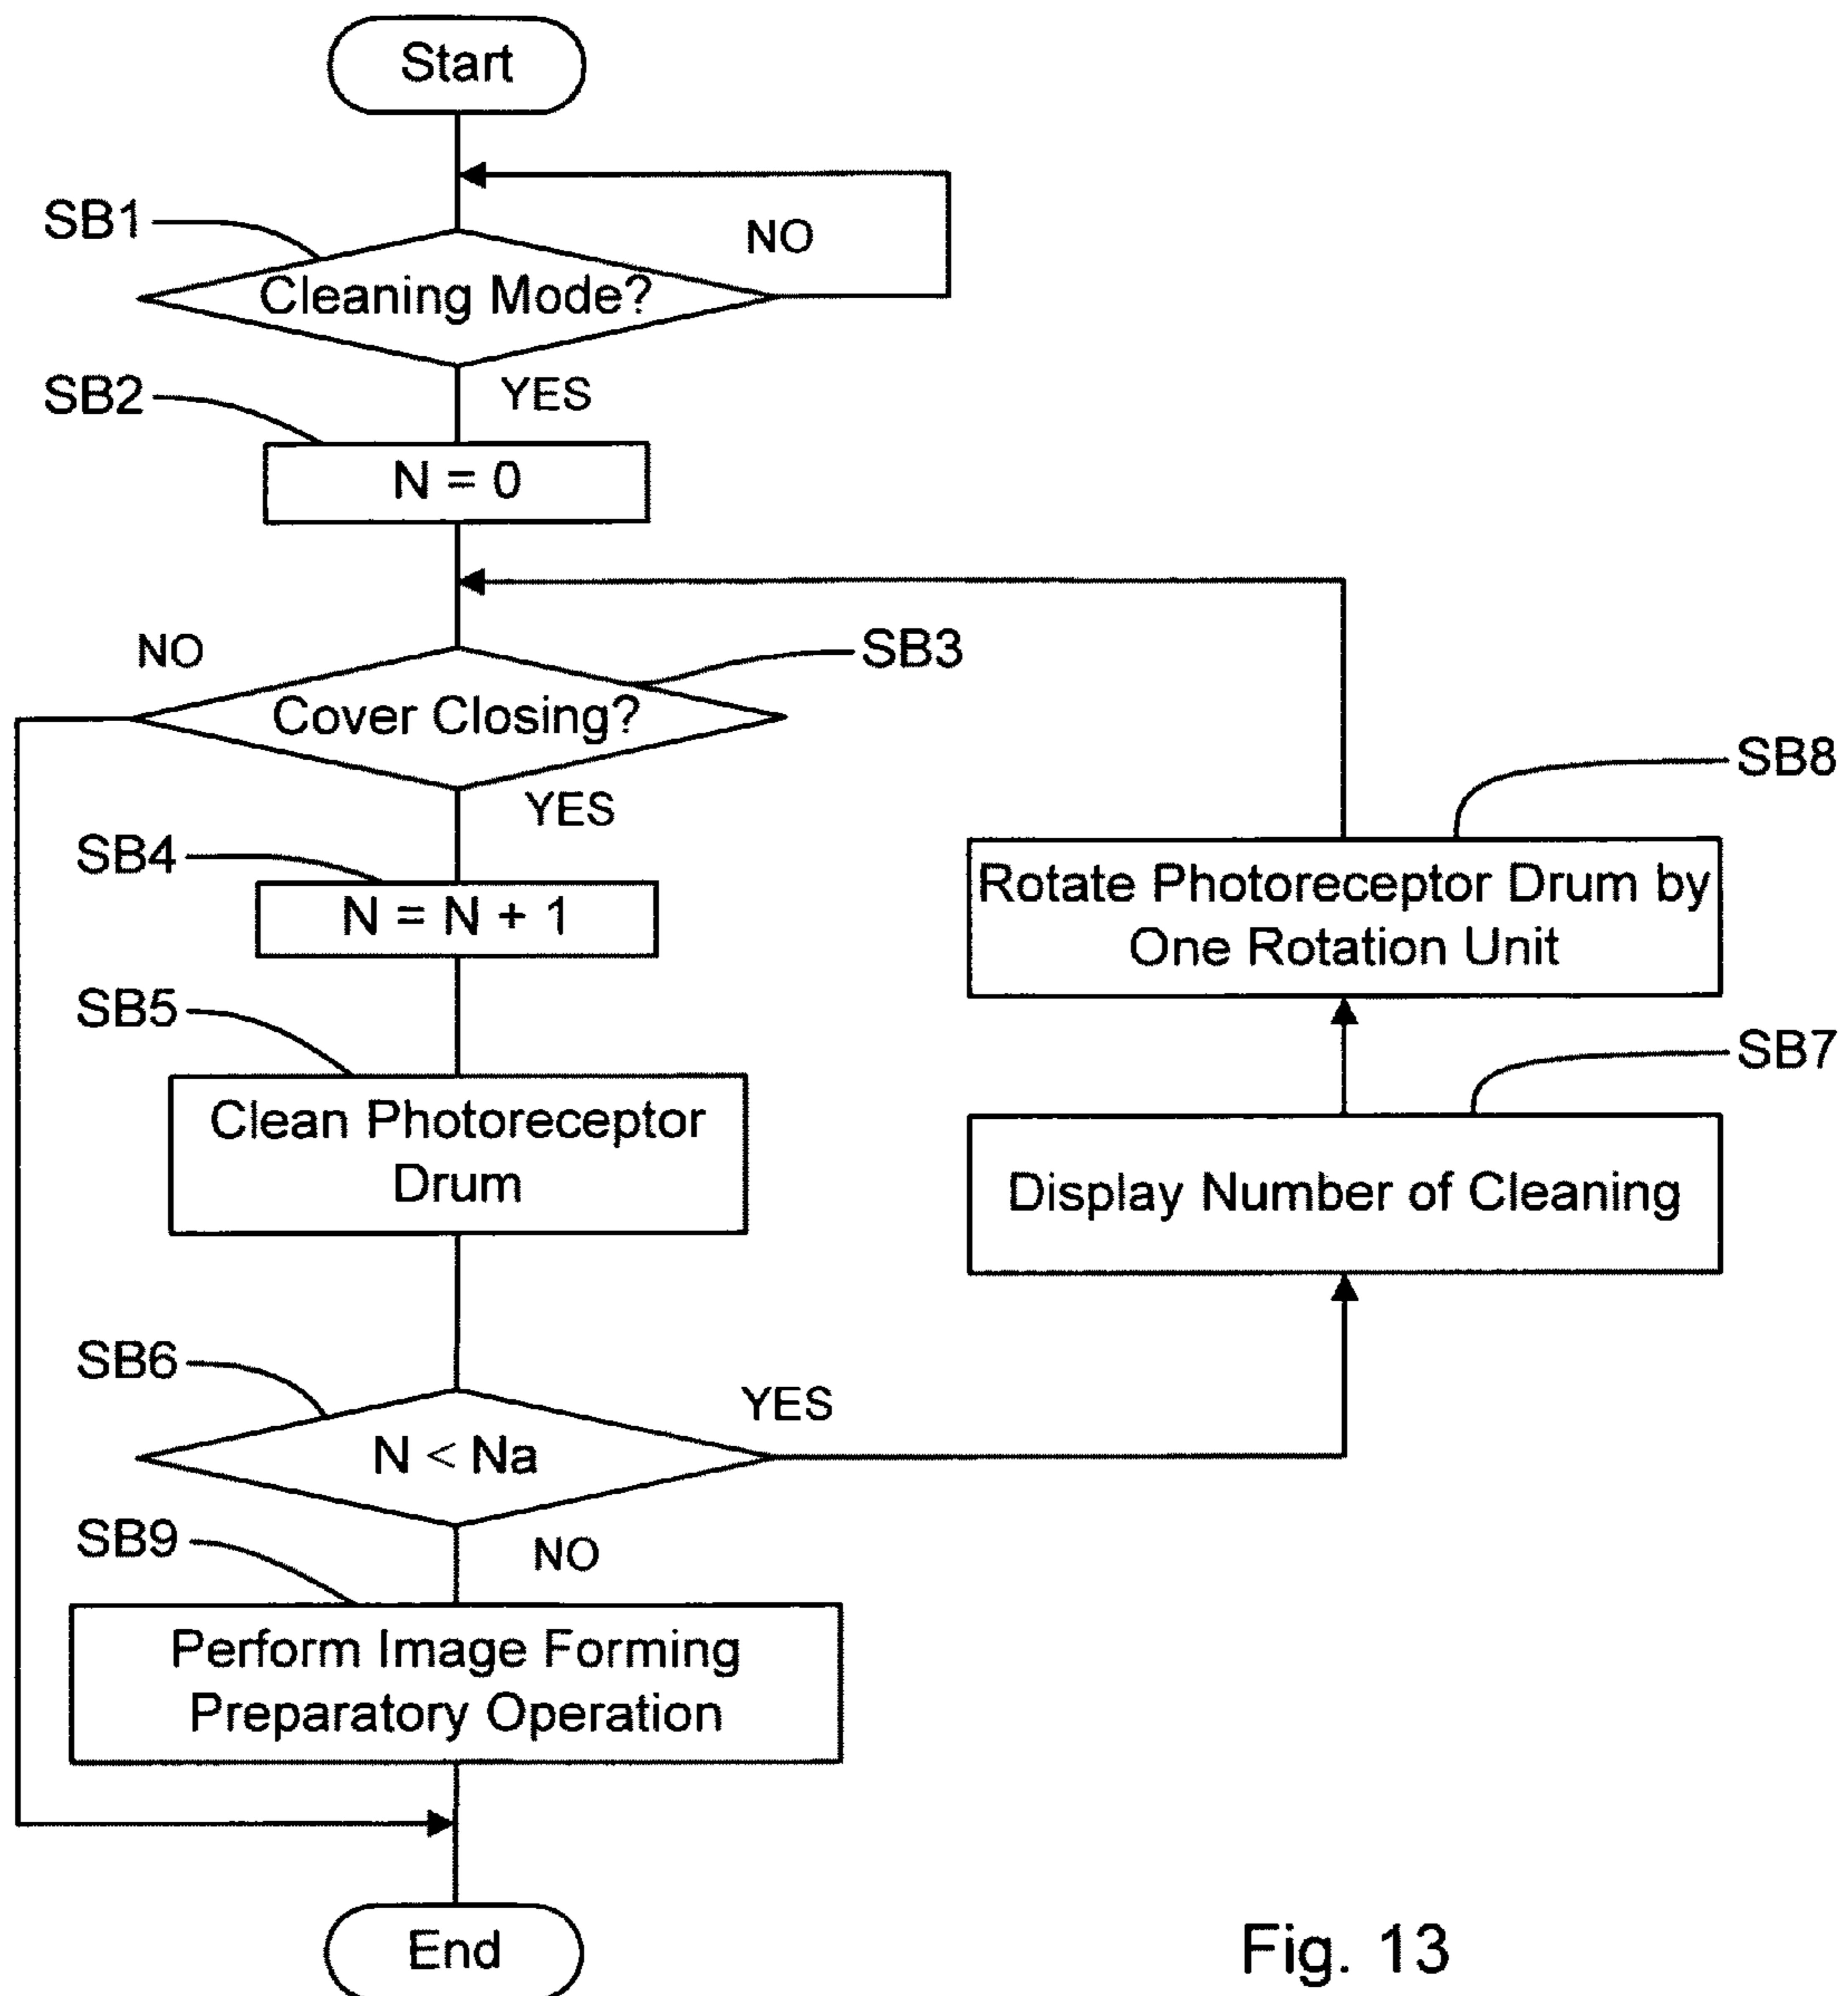 Start
SB1
NO
Cleaning Mode?
SB2
YES
N = 0
NO
SB3
Cover Closing?
YES
SB4
N = N + 1
SB5
Clean Photoreceptor
Drum
SB6
YES
N < Na
SB9
NO
Perform Image Forming
Preparatory Operation
End
SB8
Rotate Photoreceptor Drum by
One Rotation Unit
SB7
Display Number of Cleaning
Fig. 13